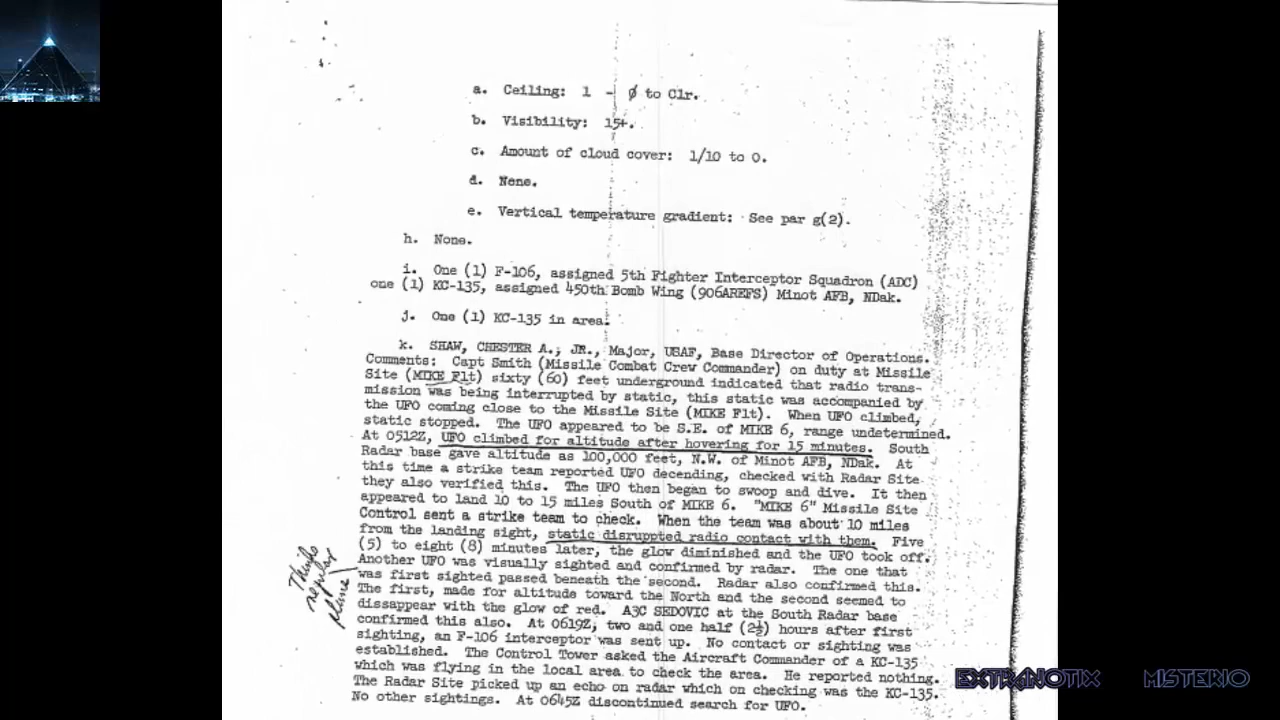 a. Ceiling: 1 - Ø to Clr.
b. Visibility: 15+.
c. Amount of cloud cover: 1/10 to 0.
d. None.
e. Vertical temperature gradient: See par g(2).
h. None.
i. One (1) F-106, assigned 5th Fighter Interceptor Squadron (ADC)
one (1) KC-135, assigned 450th Bomb Wing (906AREFS) Minot AFB, NDak.
j. One (1) KC-135 in area.
k. SHAW, CHESTER A., JR., Major, USAF, Base Director of Operations.
Comments: Capt Smith (Missile Combat Crew Commander) on duty at Missile
Site (MIKE Flt) sixty (60) feet underground indicated that radio trans-
mission was being interrupted by static, this static was accompanied by
the UFO coming close to the Missile Site (MIKE Flt). When UFO climbed,
static stopped. The UFO appeared to be S.E. of MIKE 6, range undetermined.
At 0512Z, UFO climbed for altitude after hovering for 15 minutes. South
Radar base gave altitude as 100,000 feet, N.W. of Minot AFB, NDak. At
this time a strike team reported UFO decending, checked with Radar Site
they also verified this. The UFO then began to swoop and dive. It then
appeared to land 10 to 15 miles South of MIKE 6. "MIKE 6" Missile Site
Control sent a strike team to check. When the team was about 10 miles
from the landing sight, static disruppted radio contact with them. Five
(5) to eight (8) minutes later, the glow diminished and the UFO took off.
Another UFO was visually sighted and confirmed by radar. The one that
was first sighted passed beneath the second. Radar also confirmed this.
The first, made for altitude toward the North and the second seemed to
dissappear with the glow of red. A3C SEDOVIC at the South Radar base
confirmed this also. At 0619Z, two and one half (2½) hours after first
sighting, an F-106 interceptor was sent up. No contact or sighting was
established. The Control Tower asked the Aircraft Commander of a KC-135
which was flying in the local area to check the area. He reported nothing.
The Radar Site picked up an echo on radar which on checking was the KC-135.
No other sightings. At 0645Z discontinued search for UFO.
plane
EXTRANOTIX MISTERIO